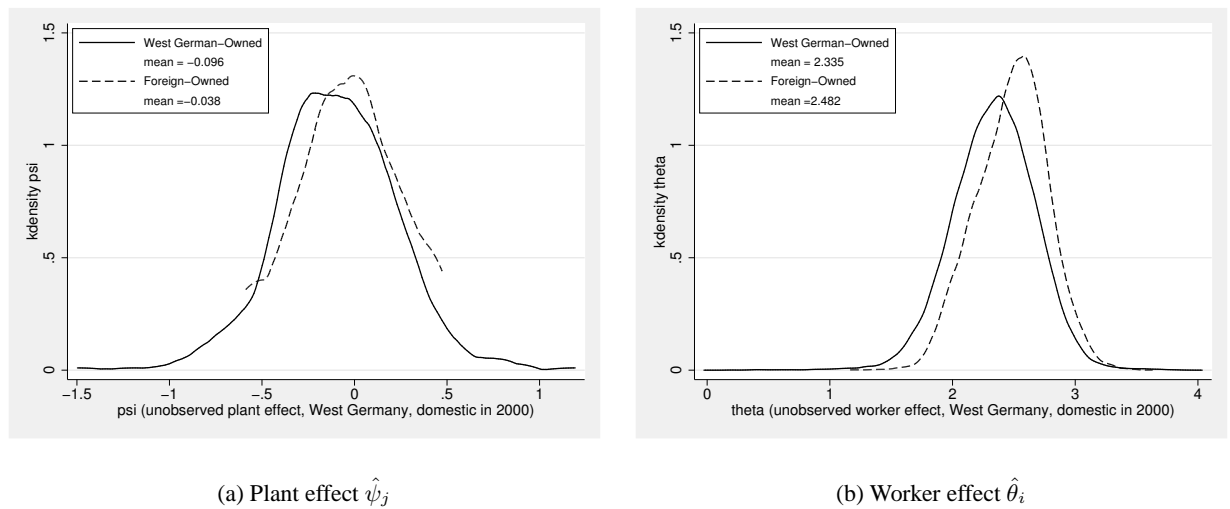 West German−Owned
mean = −0.096
Foreign−Owned
mean =−0.038
kdensity psi
0 .5 1 1.5
−1.5 −1 −.5 0 .5 1
psi (unobserved plant effect, West Germany, domestic in 2000)
(a) Plant effect ψ̂j
West German−Owned
mean = 2.335
Foreign−Owned
mean =2.482
kdensity theta
0 .5 1 1.5
0 1 2 3 4
theta (unobserved worker effect, West Germany, domestic in 2000)
(b) Worker effect θ̂i